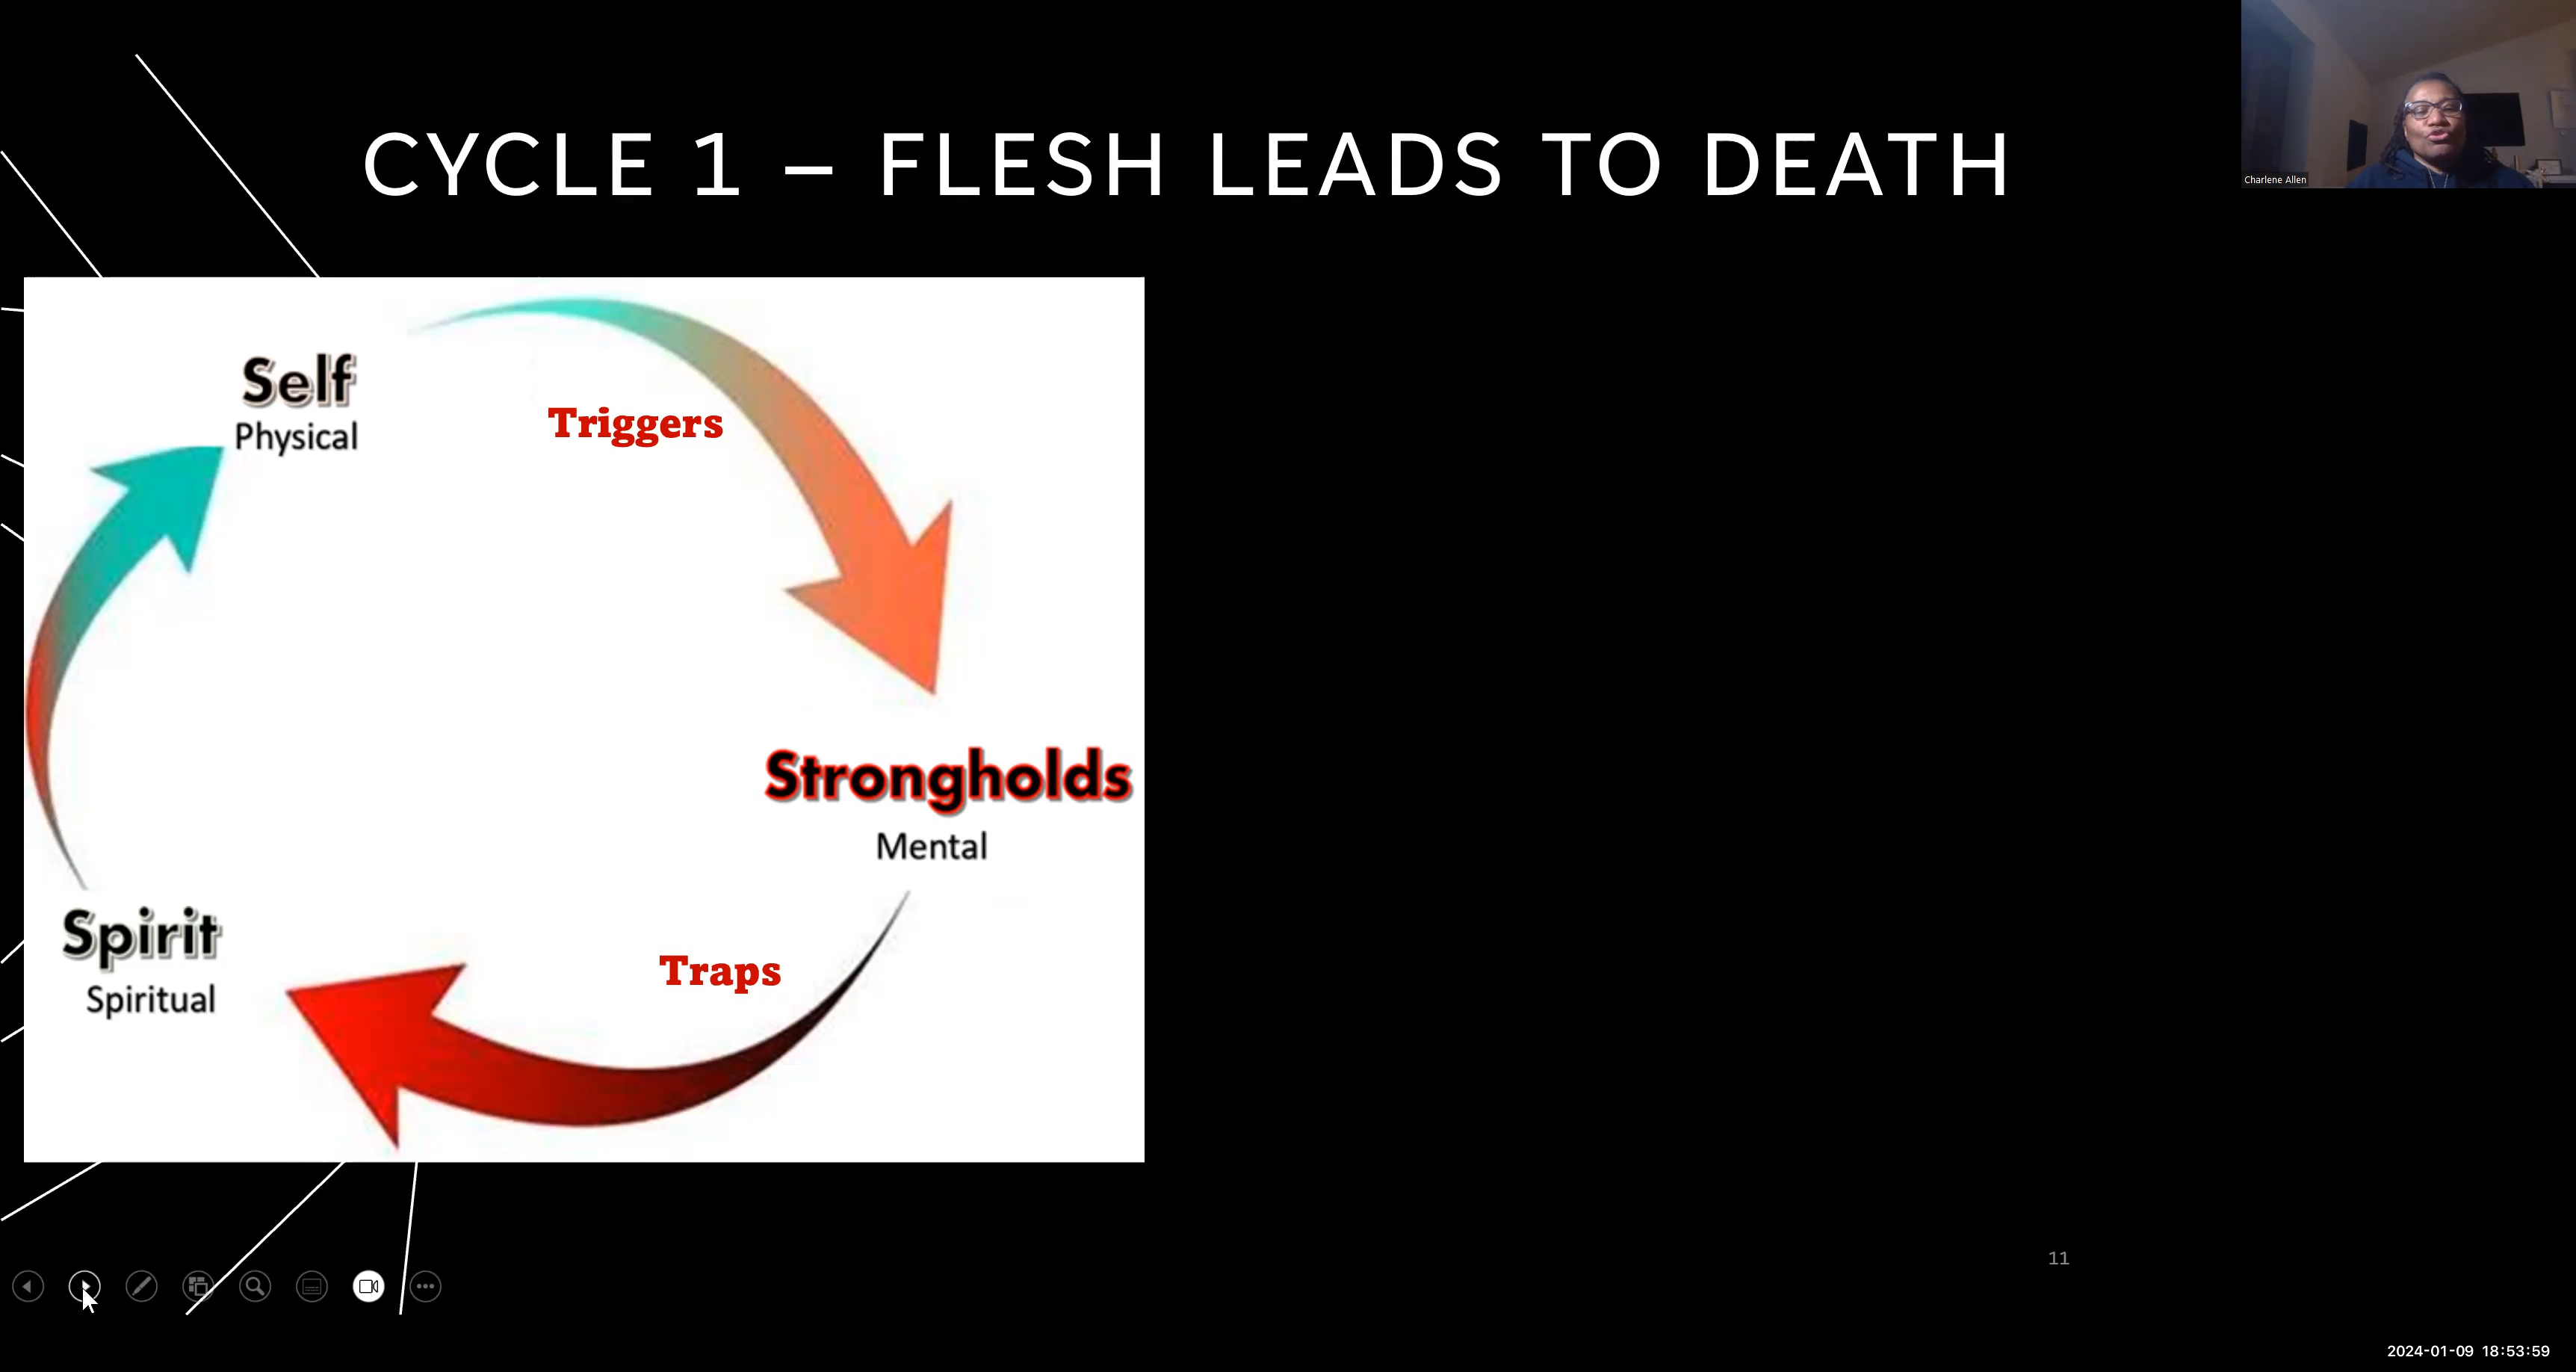 CYCLE 1 – FLESH LEADS TO DEATH
Charlene Allen
Self
Physical
Triggers
Strongholds
Mental
Traps
Spirit
Spiritual
11
2024-01-09 18:53:59